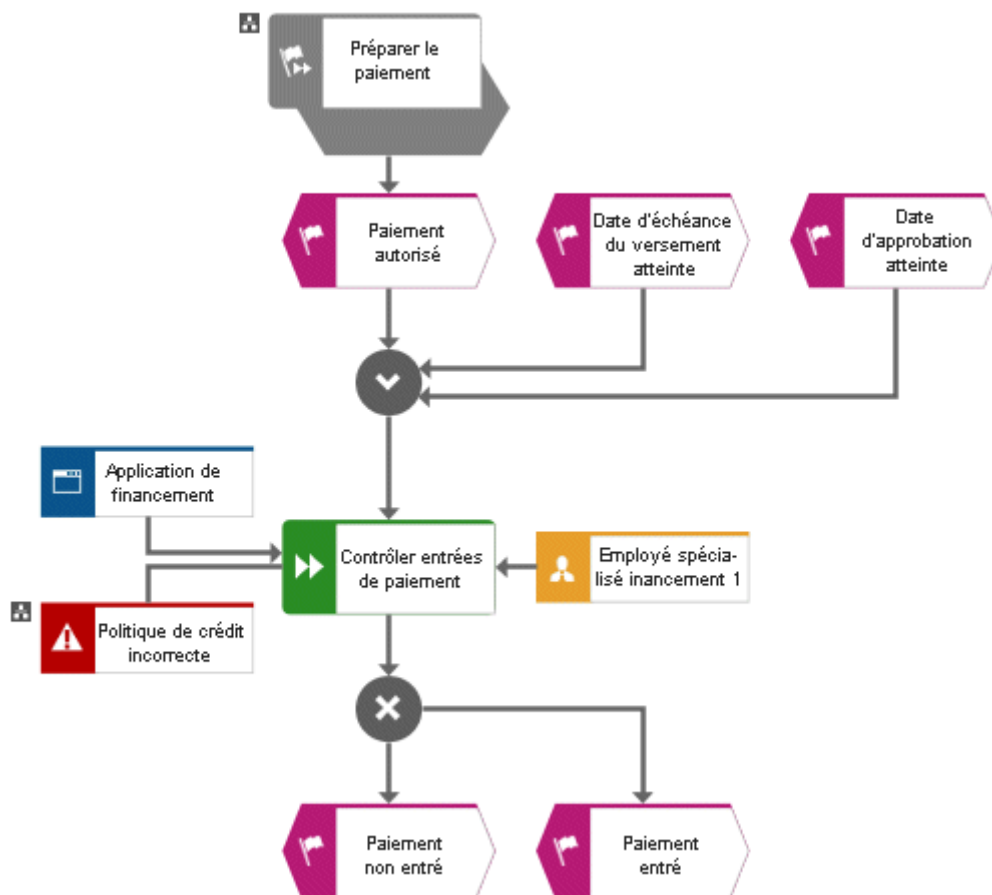 Préparer le
paiement
Paiement
autorisé
Date d'échéance
du versement
atteinte
Date
d'approbation
atteinte
Application de
financement
Contrôler entrées
de paiement
Employé spécia-
lisé inancement 1
Politique de crédit
incorrecte
Paiement
non entré
Paiement
entré